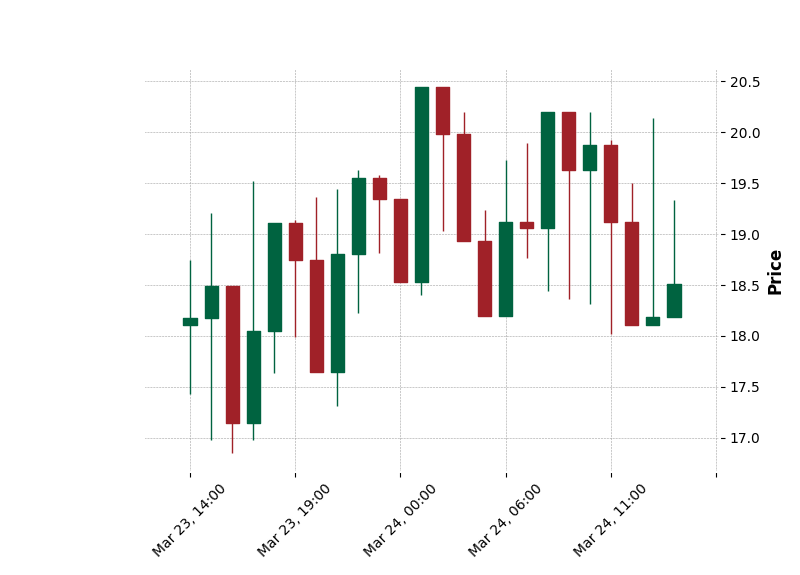 20.5
20.0
19.5
19.0
18.5
18.0
17.5
17.0
Price
Mar 23, 14:00
Mar 23, 19:00
Mar 24, 00:00
Mar 24, 06:00
Mar 24, 11:00